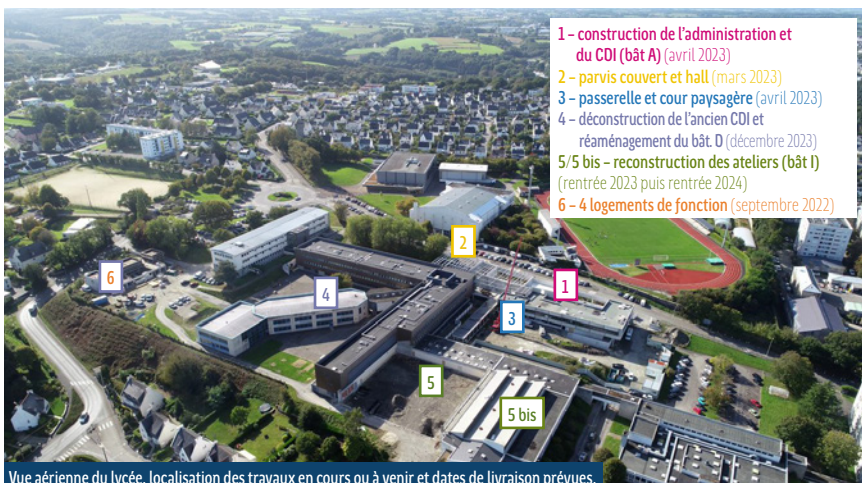 1 – construction de l'administration et
du CDI (bât A) (avril 2023)
2 – parvis couvert et hall (mars 2023)
3 – passerelle et cour paysagère (avril 2023)
4 – déconstruction de l'ancien CDI et
réaménagement du bât. D (décembre 2023)
5/5 bis – reconstruction des ateliers (bât I)
(rentrée 2023 puis rentrée 2024)
6 – 4 logements de fonction (septembre 2022)
2
6
4
1
3
5
5 bis
Vue aérienne du lycée, localisation des travaux en cours ou à venir et dates de livraison prévues.